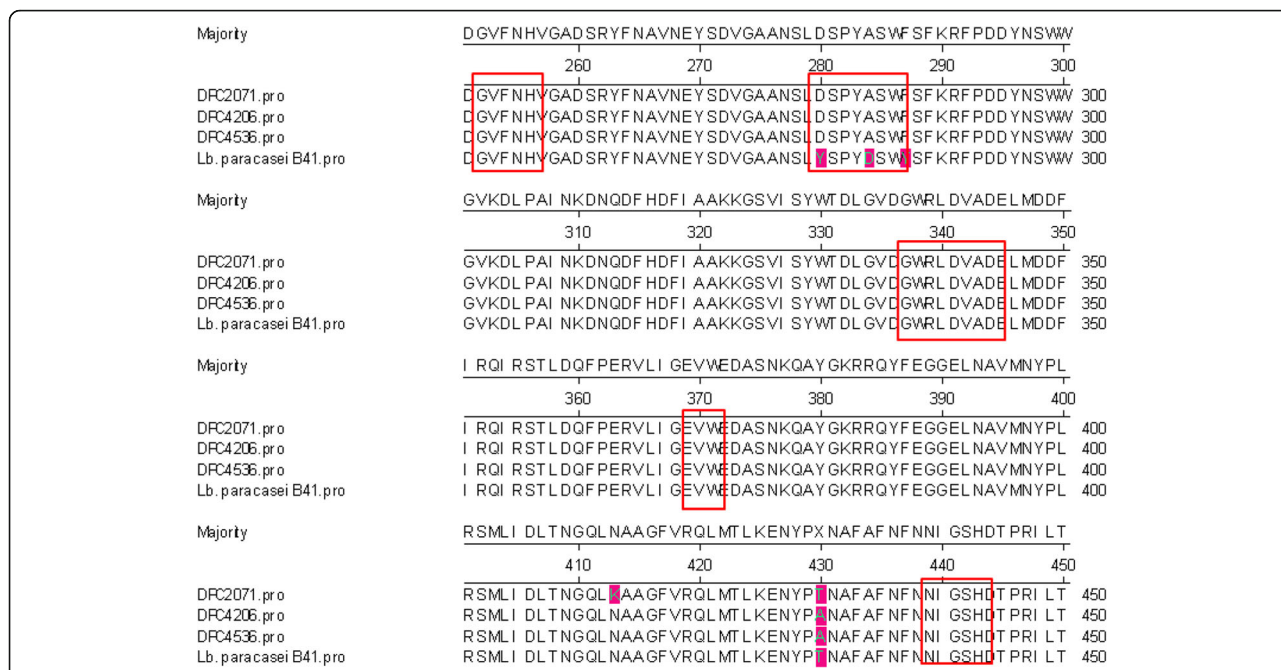 Majority DGVFNHVGADSRYFNAVNEYSDVGAANSLDSPYASWFSFKRFPDDYNSWW
260 270 280 290 300
DFC2071.pro DGVFNHVGADSRYFNAVNEYSDVGAANSLDSPYASWFSFKRFPDDYNSWW 300
DFC4206.pro DGVFNHVGADSRYFNAVNEYSDVGAANSLDSPYASWFSFKRFPDDYNSWW 300
DFC4536.pro DGVFNHVGADSRYFNAVNEYSDVGAANSLDSPYASWFSFKRFPDDYNSWW 300
Lb. paracasei B41.pro DGVFNHVGADSRYFNAVNEYSDVGAANSLYSPYDSWYSFKRFPDDYNSWW 300
Majority GVKDLPAINKDNQDFHDFIAAKKGSVISYWTDLGVDGWRLDVADELMDDF
310 320 330 340 350
DFC2071.pro GVKDLPAINKDNQDFHDFIAAKKGSVISYWTDLGVDGWRLDVADELMDDF 350
DFC4206.pro GVKDLPAINKDNQDFHDFIAAKKGSVISYWTDLGVDGWRLDVADELMDDF 350
DFC4536.pro GVKDLPAINKDNQDFHDFIAAKKGSVISYWTDLGVDGWRLDVADELMDDF 350
Lb. paracasei B41.pro GVKDLPAINKDNQDFHDFIAAKKGSVISYWTDLGVDGWRLDVADELMDDF 350
Majority IRQIRSTLDQFPERVLIGEVWEDASNKQAYGKRRQYFEGGELNAVMNYPL
360 370 380 390 400
DFC2071.pro IRQIRSTLDQFPERVLIGEVWEDASNKQAYGKRRQYFEGGELNAVMNYPL 400
DFC4206.pro IRQIRSTLDQFPERVLIGEVWEDASNKQAYGKRRQYFEGGELNAVMNYPL 400
DFC4536.pro IRQIRSTLDQFPERVLIGEVWEDASNKQAYGKRRQYFEGGELNAVMNYPL 400
Lb. paracasei B41.pro IRQIRSTLDQFPERVLIGEVWEDASNKQAYGKRRQYFEGGELNAVMNYPL 400
Majority RSMLIDLTNGQLNAAGFVRQLMTLKENYPXNAFAFNFNNIGSHDTPRILT
410 420 430 440 450
DFC2071.pro RSMLIDLTNGQLKAAGFVRQLMTLKENYPTNAFAFNFNNIGSHDTPRILT 450
DFC4206.pro RSMLIDLTNGQLNAAGFVRQLMTLKENYPANAFAFNFNNIGSHDTPRILT 450
DFC4536.pro RSMLIDLTNGQLNAAGFVRQLMTLKENYPANAFAFNFNNIGSHDTPRILT 450
Lb. paracasei B41.pro RSMLIDLTNGQLNAAGFVRQLMTLKENYPTNAFAFNFNNIGSHDTPRILT 450